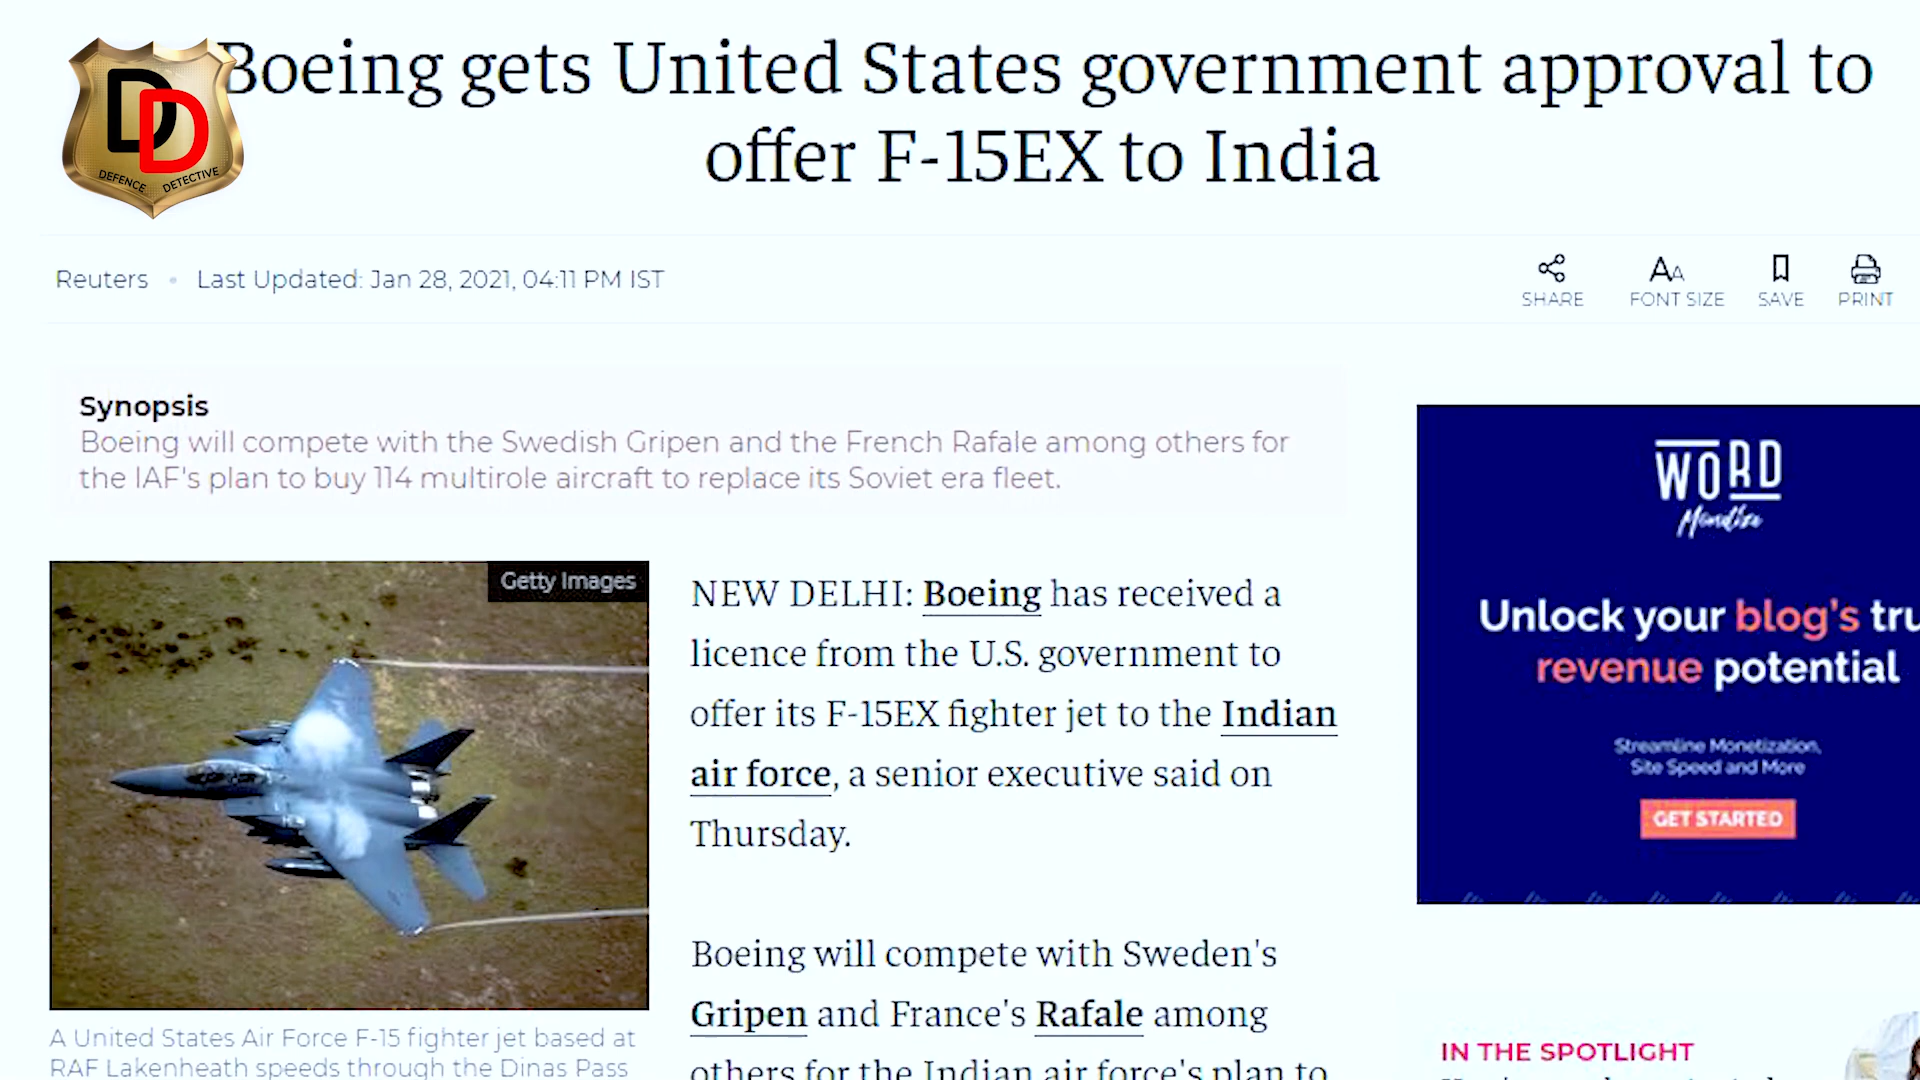 Boeing gets United States government approval to
offer F-15EX to India
DD
DEFENCE DETECTIVE
Reuters • Last Updated: Jan 28, 2021, 04:11 PM IST
SHARE
FONT SIZE
SAVE
PRINT
Synopsis
Boeing will compete with the Swedish Gripen and the French Rafale among others for
the IAF's plan to buy 114 multirole aircraft to replace its Soviet era fleet.
Getty Images
A United States Air Force F-15 fighter jet based at
RAF Lakenheath speeds through the Dinas Pass
NEW DELHI: Boeing has received a
licence from the U.S. government to
offer its F-15EX fighter jet to the Indian
air force, a senior executive said on
Thursday.
Boeing will compete with Sweden's
Gripen and France's Rafale among
others for the Indian air force's plan to
WORD
Mondize
Unlock your blog's tru
revenue potential
Streamline Monetization,
Site Speed and More
GET STARTED
IN THE SPOTLIGHT